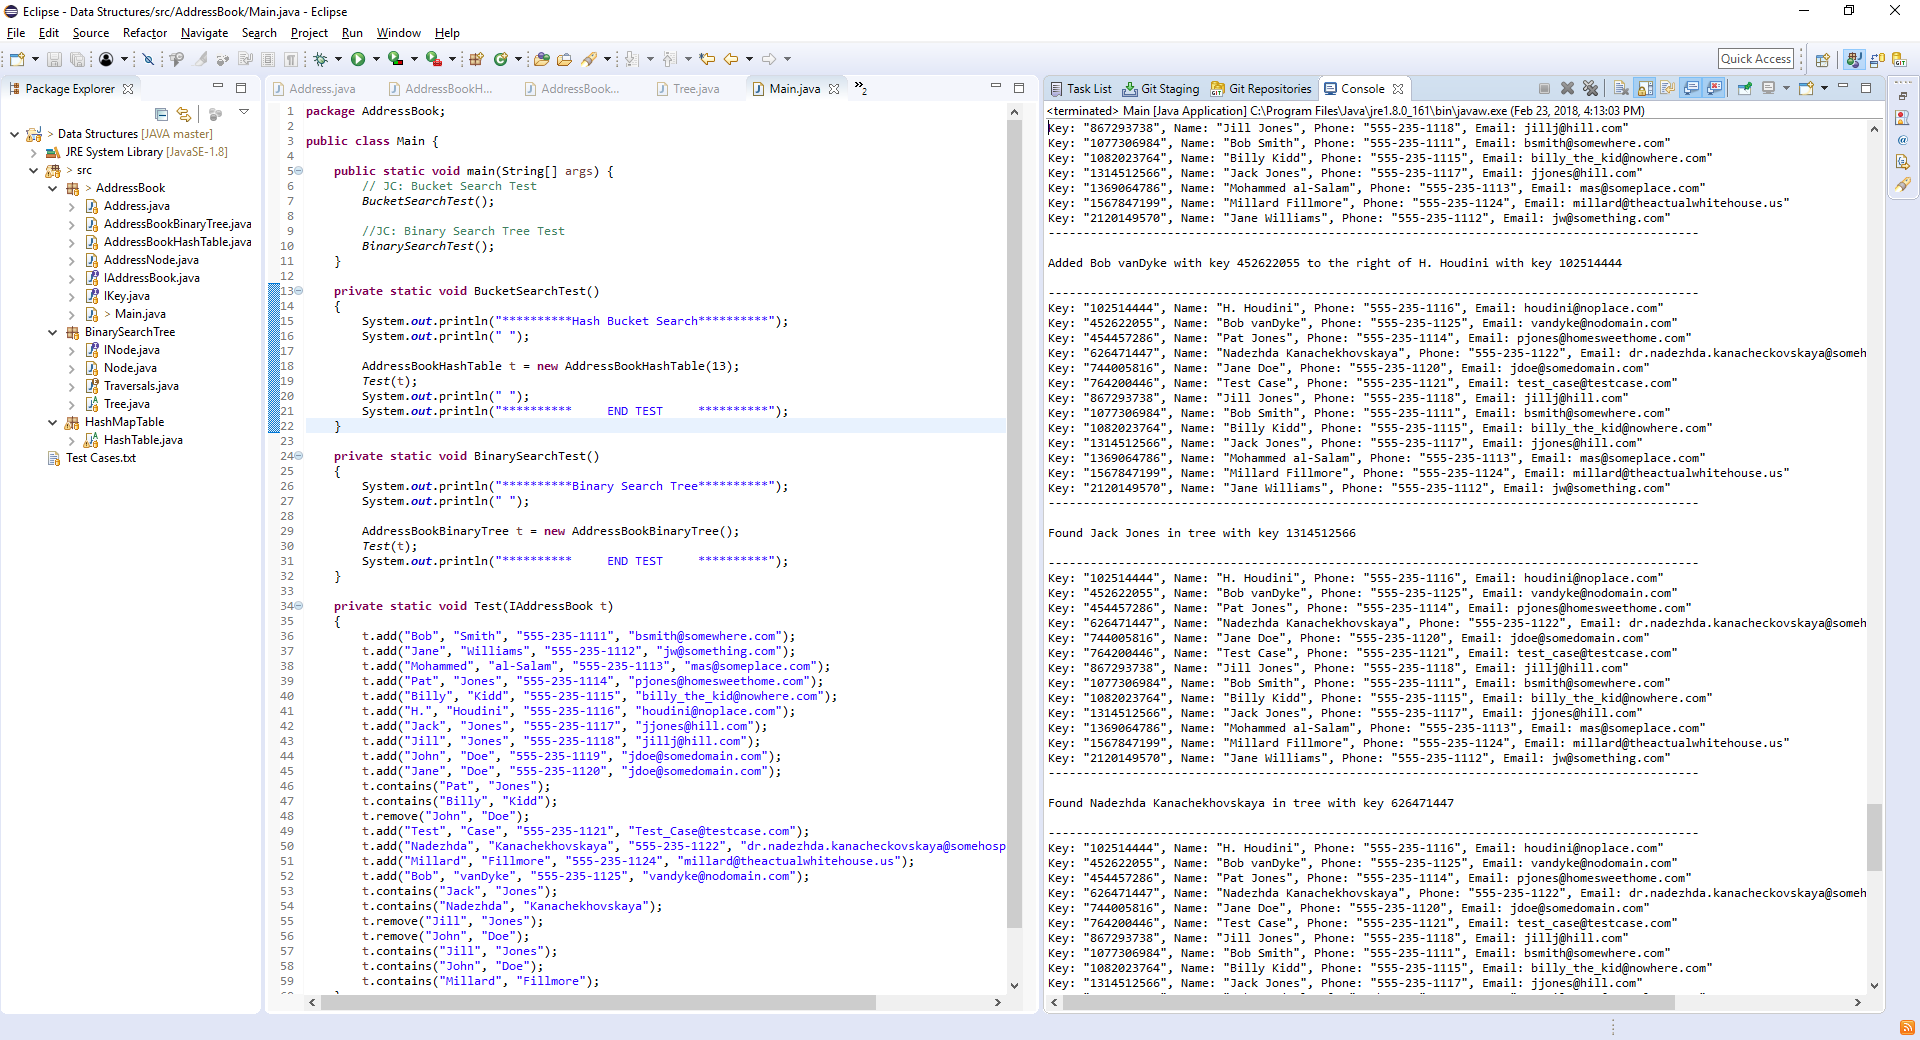 Eclipse - Data Structures/src/AddressBook/Main.java - Eclipse
File Edit Source Refactor Navigate Search Project Run Window Help
Quick Access
Package Explorer
> Data Structures [JAVA master]
JRE System Library [JavaSE-1.8]
> src
> AddressBook
Address.java
AddressBookBinaryTree.java
AddressBookHashTable.java
AddressNode.java
IAddressBook.java
IKey.java
> Main.java
BinarySearchTree
INode.java
Node.java
Traversals.java
Tree.java
HashMapTable
HashTable.java
Test Cases.txt
Address.java AddressBookH... AddressBook... Tree.java Main.java »2
1 package AddressBook;
2
3 public class Main {
4
5 public static void main(String[] args) {
6 // JC: Bucket Search Test
7 BucketSearchTest();
8
9 //JC: Binary Search Tree Test
10 BinarySearchTest();
11 }
12
13 private static void BucketSearchTest()
14 {
15 System.out.println("**********Hash Bucket Search**********");
16 System.out.println(" ");
17
18 AddressBookHashTable t = new AddressBookHashTable(13);
19 Test(t);
20 System.out.println(" ");
21 System.out.println("********** END TEST **********");
22 }
23
24 private static void BinarySearchTest()
25 {
26 System.out.println("**********Binary Search Tree**********");
27 System.out.println(" ");
28
29 AddressBookBinaryTree t = new AddressBookBinaryTree();
30 Test(t);
31 System.out.println("********** END TEST **********");
32 }
33
34 private static void Test(IAddressBook t)
35 {
36 t.add("Bob", "Smith", "555-235-1111", "bsmith@somewhere.com");
37 t.add("Jane", "Williams", "555-235-1112", "jw@something.com");
38 t.add("Mohammed", "al-Salam", "555-235-1113", "mas@someplace.com");
39 t.add("Pat", "Jones", "555-235-1114", "pjones@homesweethome.com");
40 t.add("Billy", "Kidd", "555-235-1115", "billy_the_kid@nowhere.com");
41 t.add("H.", "Houdini", "555-235-1116", "houdini@noplace.com");
42 t.add("Jack", "Jones", "555-235-1117", "jjones@hill.com");
43 t.add("Jill", "Jones", "555-235-1118", "jillj@hill.com");
44 t.add("John", "Doe", "555-235-1119", "jdoe@somedomain.com");
45 t.add("Jane", "Doe", "555-235-1120", "jdoe@somedomain.com");
46 t.contains("Pat", "Jones");
47 t.contains("Billy", "Kidd");
48 t.remove("John", "Doe");
49 t.add("Test", "Case", "555-235-1121", "Test_Case@testcase.com");
50 t.add("Nadezhda", "Kanachekhovskaya", "555-235-1122", "dr.nadezhda.kanacheckovskaya@somehosp
51 t.add("Millard", "Fillmore", "555-235-1124", "millard@theactualwhitehouse.us");
52 t.add("Bob", "vanDyke", "555-235-1125", "vandyke@nodomain.com");
53 t.contains("Jack", "Jones");
54 t.contains("Nadezhda", "Kanachekhovskaya");
55 t.remove("Jill", "Jones");
56 t.remove("John", "Doe");
57 t.contains("Jill", "Jones");
58 t.contains("John", "Doe");
59 t.contains("Millard", "Fillmore");
Task List Git Staging Git Repositories Console
<terminated> Main [Java Application] C:\Program Files\Java\jre1.8.0_161\bin\javaw.exe (Feb 23, 2018, 4:13:03 PM)
Key: "867293738", Name: "Jill Jones", Phone: "555-235-1118", Email: jillj@hill.com"
Key: "1077306984", Name: "Bob Smith", Phone: "555-235-1111", Email: bsmith@somewhere.com"
Key: "1082023764", Name: "Billy Kidd", Phone: "555-235-1115", Email: billy_the_kid@nowhere.com"
Key: "1314512566", Name: "Jack Jones", Phone: "555-235-1117", Email: jjones@hill.com"
Key: "1369064786", Name: "Mohammed al-Salam", Phone: "555-235-1113", Email: mas@someplace.com"
Key: "1567847199", Name: "Millard Fillmore", Phone: "555-235-1124", Email: millard@theactualwhitehouse.us"
Key: "2120149570", Name: "Jane Williams", Phone: "555-235-1112", Email: jw@something.com"
---------------------------------------------------------------------------------------------
Added Bob vanDyke with key 452622055 to the right of H. Houdini with key 102514444
---------------------------------------------------------------------------------------------
Key: "102514444", Name: "H. Houdini", Phone: "555-235-1116", Email: houdini@noplace.com"
Key: "452622055", Name: "Bob vanDyke", Phone: "555-235-1125", Email: vandyke@nodomain.com"
Key: "454457286", Name: "Pat Jones", Phone: "555-235-1114", Email: pjones@homesweethome.com"
Key: "626471447", Name: "Nadezhda Kanachekhovskaya", Phone: "555-235-1122", Email: dr.nadezhda.kanacheckovskaya@someh
Key: "744005816", Name: "Jane Doe", Phone: "555-235-1120", Email: jdoe@somedomain.com"
Key: "764200446", Name: "Test Case", Phone: "555-235-1121", Email: test_case@testcase.com"
Key: "867293738", Name: "Jill Jones", Phone: "555-235-1118", Email: jillj@hill.com"
Key: "1077306984", Name: "Bob Smith", Phone: "555-235-1111", Email: bsmith@somewhere.com"
Key: "1082023764", Name: "Billy Kidd", Phone: "555-235-1115", Email: billy_the_kid@nowhere.com"
Key: "1314512566", Name: "Jack Jones", Phone: "555-235-1117", Email: jjones@hill.com"
Key: "1369064786", Name: "Mohammed al-Salam", Phone: "555-235-1113", Email: mas@someplace.com"
Key: "1567847199", Name: "Millard Fillmore", Phone: "555-235-1124", Email: millard@theactualwhitehouse.us"
Key: "2120149570", Name: "Jane Williams", Phone: "555-235-1112", Email: jw@something.com"
---------------------------------------------------------------------------------------------
Found Jack Jones in tree with key 1314512566
---------------------------------------------------------------------------------------------
Key: "102514444", Name: "H. Houdini", Phone: "555-235-1116", Email: houdini@noplace.com"
Key: "452622055", Name: "Bob vanDyke", Phone: "555-235-1125", Email: vandyke@nodomain.com"
Key: "454457286", Name: "Pat Jones", Phone: "555-235-1114", Email: pjones@homesweethome.com"
Key: "626471447", Name: "Nadezhda Kanachekhovskaya", Phone: "555-235-1122", Email: dr.nadezhda.kanacheckovskaya@someh
Key: "744005816", Name: "Jane Doe", Phone: "555-235-1120", Email: jdoe@somedomain.com"
Key: "764200446", Name: "Test Case", Phone: "555-235-1121", Email: test_case@testcase.com"
Key: "867293738", Name: "Jill Jones", Phone: "555-235-1118", Email: jillj@hill.com"
Key: "1077306984", Name: "Bob Smith", Phone: "555-235-1111", Email: bsmith@somewhere.com"
Key: "1082023764", Name: "Billy Kidd", Phone: "555-235-1115", Email: billy_the_kid@nowhere.com"
Key: "1314512566", Name: "Jack Jones", Phone: "555-235-1117", Email: jjones@hill.com"
Key: "1369064786", Name: "Mohammed al-Salam", Phone: "555-235-1113", Email: mas@someplace.com"
Key: "1567847199", Name: "Millard Fillmore", Phone: "555-235-1124", Email: millard@theactualwhitehouse.us"
Key: "2120149570", Name: "Jane Williams", Phone: "555-235-1112", Email: jw@something.com"
---------------------------------------------------------------------------------------------
Found Nadezhda Kanachekhovskaya in tree with key 626471447
---------------------------------------------------------------------------------------------
Key: "102514444", Name: "H. Houdini", Phone: "555-235-1116", Email: houdini@noplace.com"
Key: "452622055", Name: "Bob vanDyke", Phone: "555-235-1125", Email: vandyke@nodomain.com"
Key: "454457286", Name: "Pat Jones", Phone: "555-235-1114", Email: pjones@homesweethome.com"
Key: "626471447", Name: "Nadezhda Kanachekhovskaya", Phone: "555-235-1122", Email: dr.nadezhda.kanacheckovskaya@someh
Key: "744005816", Name: "Jane Doe", Phone: "555-235-1120", Email: jdoe@somedomain.com"
Key: "764200446", Name: "Test Case", Phone: "555-235-1121", Email: test_case@testcase.com"
Key: "867293738", Name: "Jill Jones", Phone: "555-235-1118", Email: jillj@hill.com"
Key: "1077306984", Name: "Bob Smith", Phone: "555-235-1111", Email: bsmith@somewhere.com"
Key: "1082023764", Name: "Billy Kidd", Phone: "555-235-1115", Email: billy_the_kid@nowhere.com"
Key: "1314512566", Name: "Jack Jones", Phone: "555-235-1117", Email: jjones@hill.com"